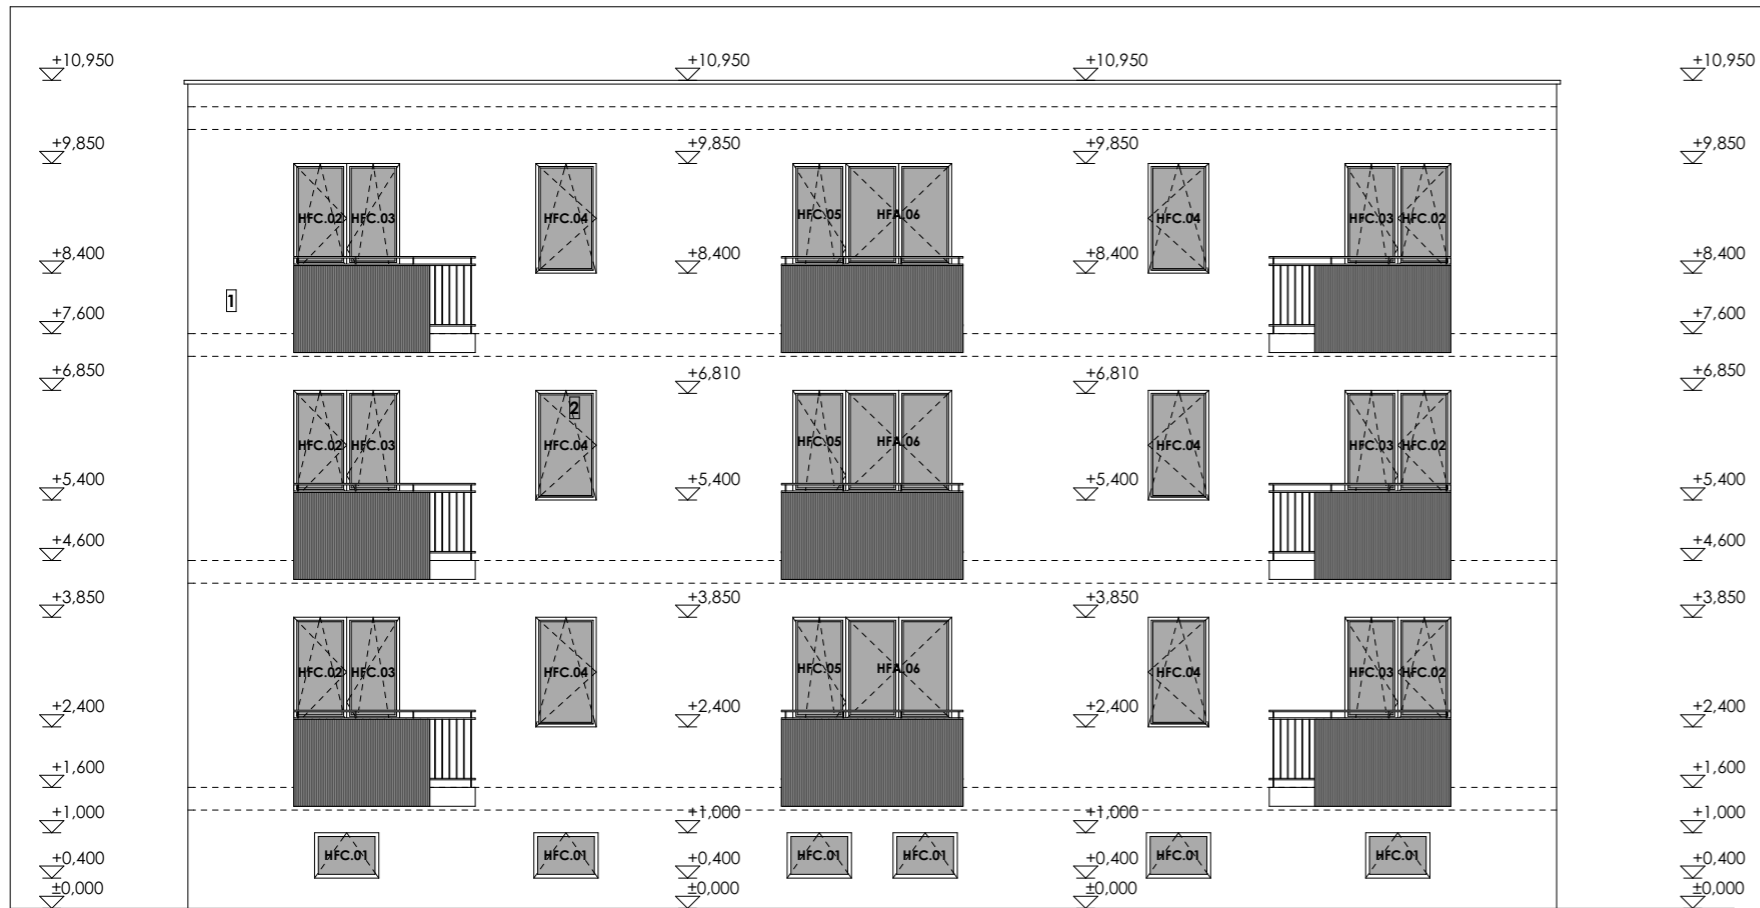 +10,950 +10,950 +10,950 +10,950
+9,850 +9,850 +9,850 +9,850
HFC.02 HFC.03 HFC.04 HFC.05 HFA.06 HFC.04 HFC.03 HFC.02
+8,400 +8,400 +8,400 +8,400
1
+7,600 +7,600
+6,850 +6,810 +6,810 +6,850
2
HFC.02 HFC.03 HFC.04 HFC.05 HFA.06 HFC.04 HFC.03 HFC.02
+5,400 +5,400 +5,400 +5,400
+4,600 +4,600
+3,850 +3,850 +3,850 +3,850
HFC.02 HFC.03 HFC.04 HFC.05 HFA.06 HFC.04 HFC.03 HFC.02
+2,400 +2,400 +2,400 +2,400
+1,600 +1,600
+1,000 +1,000 +1,000 +1,000
HFC.01 HFC.01 HFC.01 HFC.01 HFC.01 HFC.01
+0,400 +0,400 +0,400 +0,400
±0,000 ±0,000 ±0,000 ±0,000